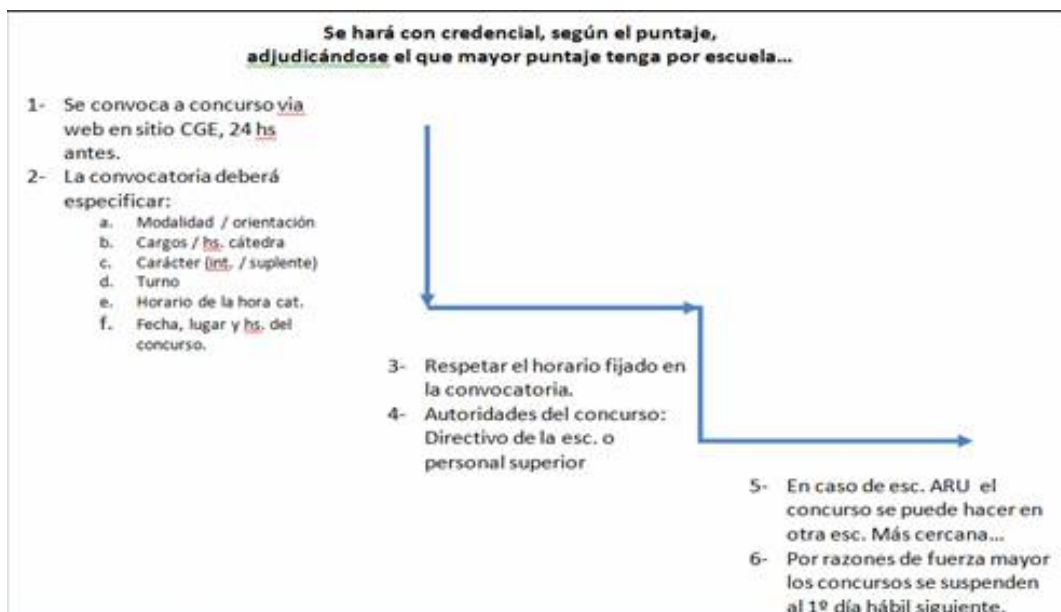 Se hará con credencial, según el puntaje,
adjudicándose el que mayor puntaje tenga por escuela...
1- Se convoca a concurso via
web en sitio CGE, 24 hs
antes.
2- La convocatoria deberá
especificar:
a. Modalidad / orientación
b. Cargos / hs. cátedra
c. Carácter (int. / suplente)
d. Turno
e. Horario de la hora cat.
f. Fecha, lugar y hs. del
concurso.
3- Respetar el horario fijado en
la convocatoria.
4- Autoridades del concurso:
Directivo de la esc. o
personal superior
5- En caso de esc. ARU el
concurso se puede hacer en
otra esc. Más cercana...
6- Por razones de fuerza mayor
los concursos se suspenden
al 1º día hábil siguiente.